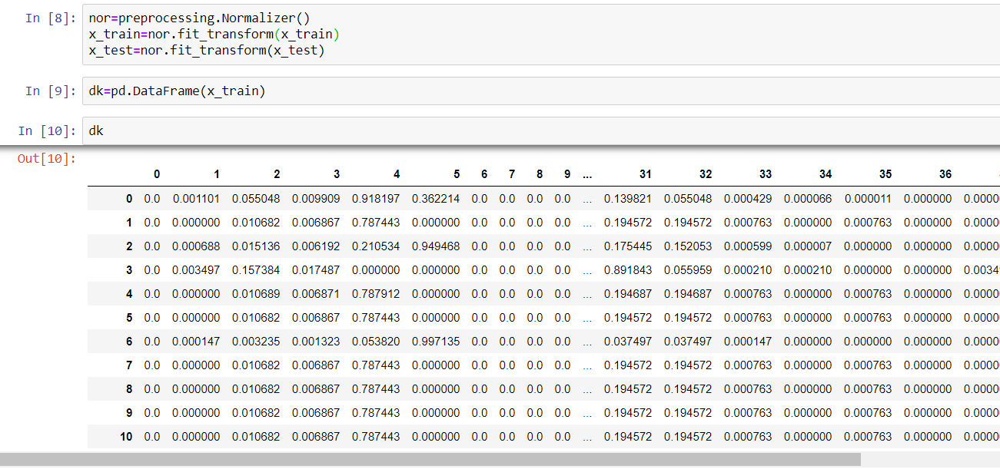 In [8]: nor=preprocessing.Normalizer()
x_train=nor.fit_transform(x_train)
x_test=nor.fit_transform(x_test)
In [9]: dk=pd.DataFrame(x_train)
In [10]: dk
Out[10]:
0 1 2 3 4 5 6 7 8 9 ... 31 32 33 34 35 36
0 0.0 0.001101 0.055048 0.009909 0.918197 0.362214 0.0 0.0 0.0 0.0 ... 0.139821 0.055048 0.000429 0.000066 0.000011 0.000000 0.0000
1 0.0 0.000000 0.010682 0.006867 0.787443 0.000000 0.0 0.0 0.0 0.0 ... 0.194572 0.194572 0.000763 0.000000 0.000763 0.000000 0.0000
2 0.0 0.000688 0.015136 0.006192 0.210534 0.949468 0.0 0.0 0.0 0.0 ... 0.175445 0.152053 0.000599 0.000007 0.000000 0.000000 0.0000
3 0.0 0.003497 0.157384 0.017487 0.000000 0.000000 0.0 0.0 0.0 0.0 ... 0.891843 0.055959 0.000210 0.000210 0.000000 0.000000 0.0034
4 0.0 0.000000 0.010689 0.006871 0.787912 0.000000 0.0 0.0 0.0 0.0 ... 0.194687 0.194687 0.000763 0.000000 0.000763 0.000000 0.0000
5 0.0 0.000000 0.010682 0.006867 0.787443 0.000000 0.0 0.0 0.0 0.0 ... 0.194572 0.194572 0.000763 0.000000 0.000763 0.000000 0.0000
6 0.0 0.000147 0.003235 0.001323 0.053820 0.997135 0.0 0.0 0.0 0.0 ... 0.037497 0.037497 0.000147 0.000000 0.000000 0.000000 0.0000
7 0.0 0.000000 0.010682 0.006867 0.787443 0.000000 0.0 0.0 0.0 0.0 ... 0.194572 0.194572 0.000763 0.000000 0.000763 0.000000 0.0000
8 0.0 0.000000 0.010682 0.006867 0.787443 0.000000 0.0 0.0 0.0 0.0 ... 0.194572 0.194572 0.000763 0.000000 0.000763 0.000000 0.0000
9 0.0 0.000000 0.010682 0.006867 0.787443 0.000000 0.0 0.0 0.0 0.0 ... 0.194572 0.194572 0.000763 0.000000 0.000763 0.000000 0.0000
10 0.0 0.000000 0.010682 0.006867 0.787443 0.000000 0.0 0.0 0.0 0.0 ... 0.194572 0.194572 0.000763 0.000000 0.000763 0.000000 0.0000